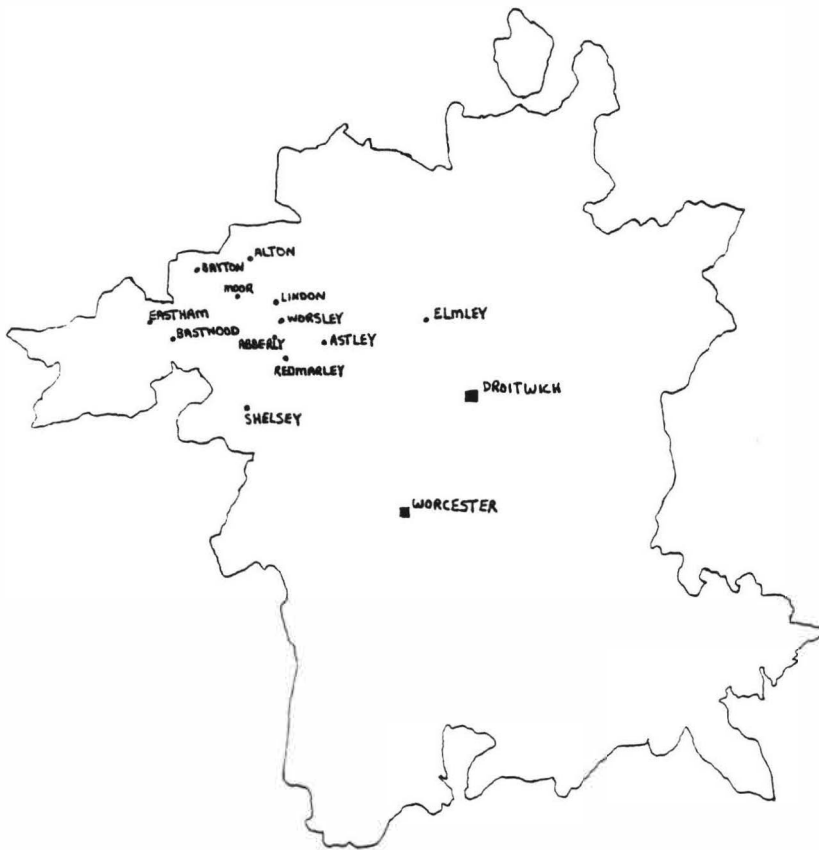 ALTON
BAYTON
MOOR
LINDON
EASTHAM
WORSLEY
ELMLEY
BASTWOOD
ABBERLY
ASTLEY
REDMARLEY
DROITWICH
SHELSEY
WORCESTER